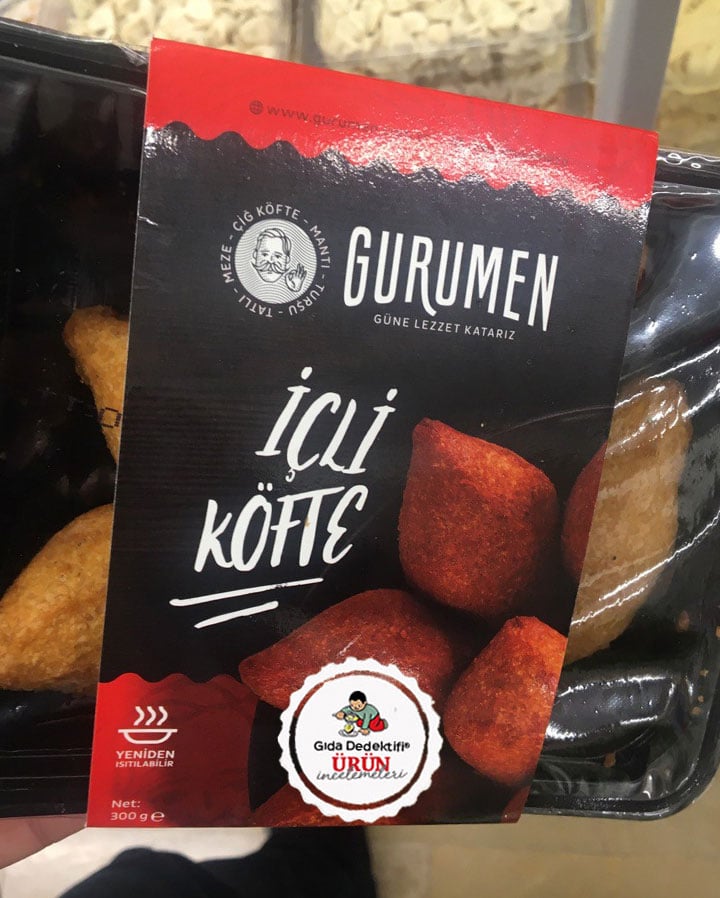 www.gurumen
MEZE - ÇİĞ KÖFTE - MANTI - TURŞU - TATLI -
GURUMEN
GÜNE LEZZET KATARIZ
İÇLİ
KÖFTE
Gıda Dedektifi®
ÜRÜN
incelemeleri
YENİDEN
ISITILABİLİR
Net:
300 g e